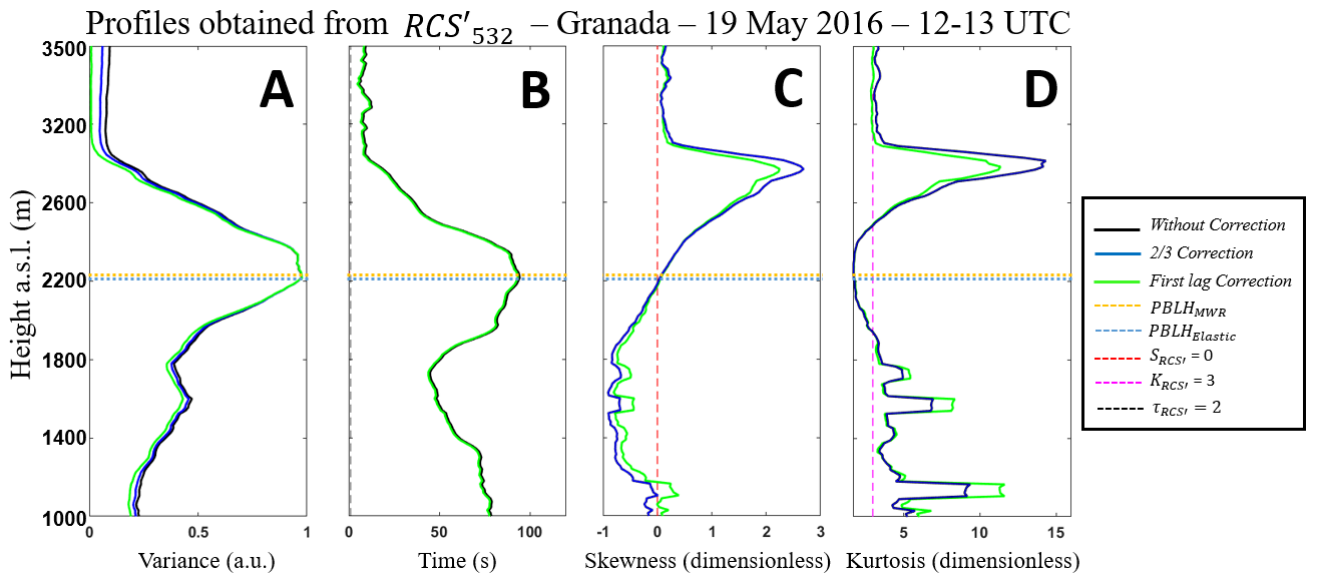 Profiles obtained from RCS'₅₃₂ – Granada – 19 May 2016 – 12-13 UTC
A
B
C
D
3500
3200
2600
2200
1800
1400
1000
Height a.s.l. (m)
0 0.5 1
0 50 100
-1 0 1 2 3
5 10 15
Variance (a.u.)
Time (s)
Skewness (dimensionless)
Kurtosis (dimensionless)
Without Correction
2/3 Correction
First lag Correction
PBLH_MWR
PBLH_Elastic
S_RCS' = 0
K_RCS' = 3
τ_RCS' = 2